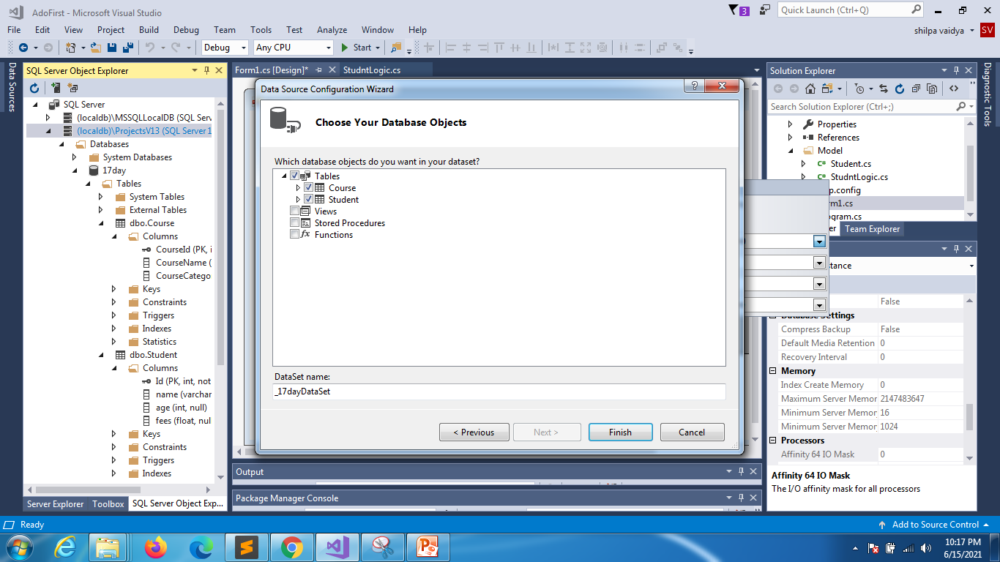 AdoFirst - Microsoft Visual Studio
3
Quick Launch (Ctrl+Q)
File Edit View Project Build Debug Team Tools Test Analyze Window Help
shilpa vaidya
SV
Debug
Any CPU
Start
Data Sources
SQL Server Object Explorer
SQL Server
(localdb)\MSSQLLocalDB (SQL Serv
(localdb)\ProjectsV13 (SQL Server 1
Databases
System Databases
17day
Tables
System Tables
External Tables
dbo.Course
Columns
CourseId (PK, i
CourseName (
CourseCatego
Keys
Constraints
Triggers
Indexes
Statistics
dbo.Student
Columns
Id (PK, int, not
name (varchar
age (int, null)
fees (float, nul
Keys
Constraints
Triggers
Indexes
Server Explorer Toolbox SQL Server Object Exp...
Form1.cs [Design]*
StudntLogic.cs
Data Source Configuration Wizard
?
Choose Your Database Objects
Which database objects do you want in your dataset?
Tables
Course
Student
Views
Stored Procedures
fx Functions
DataSet name:
_17dayDataSet
< Previous
Next >
Finish
Cancel
Output
Package Manager Console
Solution Explorer
Search Solution Explorer (Ctrl+;)
Properties
References
Model
C# Student.cs
C# StudntLogic.cs
p.config
rm1.cs
ogram.cs
er
Team Explorer
Diagnostic Tools
tance
False
Database Settings
Compress Backup False
Default Media Retention 0
Recovery Interval 0
Memory
Index Create Memory 0
Maximum Server Memor 2147483647
Minimum Server Memor 16
Minimum Server Memor 1024
Processors
Affinity 64 IO Mask 0
Affinity 64 IO Mask
The I/O affinity mask for all processors
Ready
Add to Source Control
10:17 PM
6/15/2021